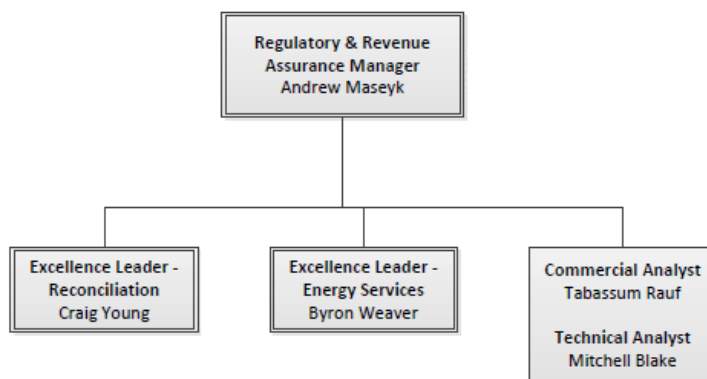 Regulatory & Revenue
Assurance Manager
Andrew Maseyk
Excellence Leader -
Reconciliation
Craig Young
Excellence Leader -
Energy Services
Byron Weaver
Commercial Analyst
Tabassum Rauf
Technical Analyst
Mitchell Blake